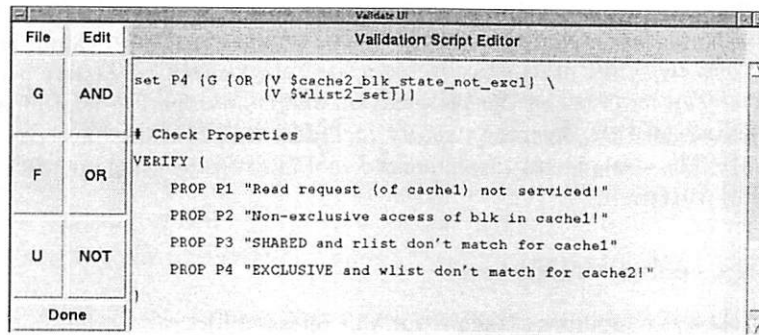 Validate UI
File Edit Validation Script Editor
G AND
F OR
U NOT
Done
set P4 {G {OR {V $cache2_blk state_not_excl} \
{V $wlist2_set}}}
# Check Properties
VERIFY {
PROP P1 "Read request (of cache1) not serviced!"
PROP P2 "Non-exclusive access of blk in cache1!"
PROP P3 "SHARED and rlist don't match for cache1"
PROP P4 "EXCLUSIVE and wlist don't match for cache2!"
}